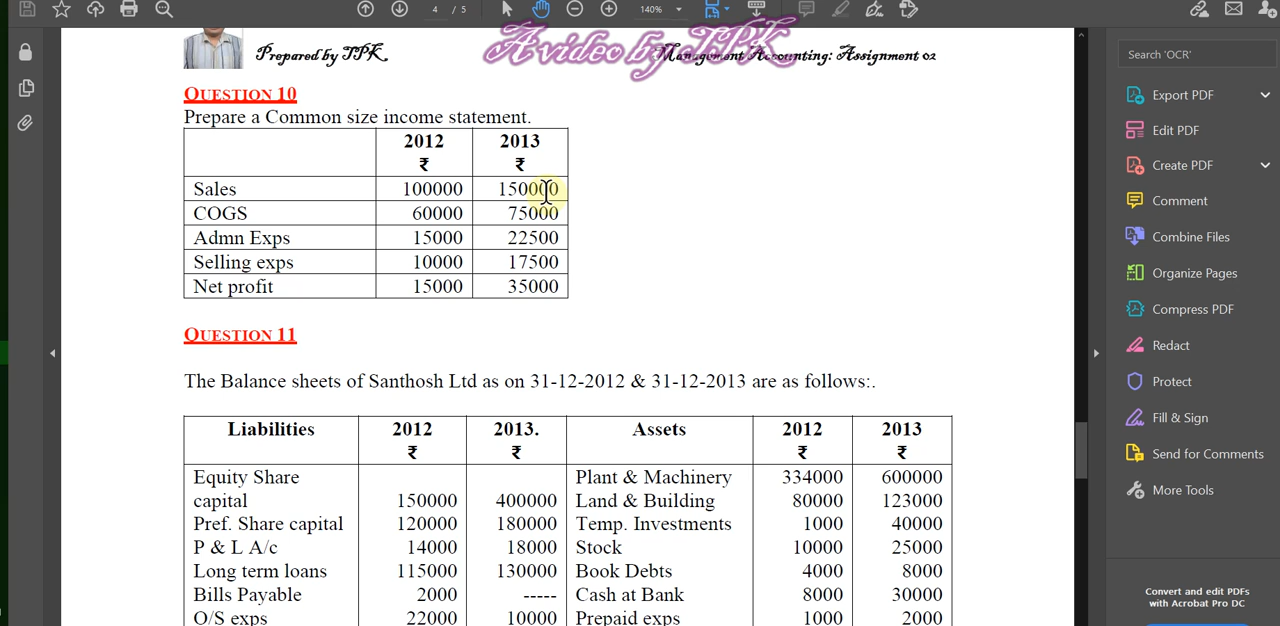 4 / 5
140%
Prepared by TPK
A video by TPK
Management Accounting: Assignment 02
QUESTION 10
Prepare a Common size income statement.
2012 2013
₹ ₹
Sales 100000 150000
COGS 60000 75000
Admn Exps 15000 22500
Selling exps 10000 17500
Net profit 15000 35000
QUESTION 11
The Balance sheets of Santhosh Ltd as on 31-12-2012 & 31-12-2013 are as follows:.
Liabilities 2012 2013. Assets 2012 2013
₹ ₹ ₹ ₹
Equity Share Plant & Machinery 334000 600000
capital 150000 400000 Land & Building 80000 123000
Pref. Share capital 120000 180000 Temp. Investments 1000 40000
P & L A/c 14000 18000 Stock 10000 25000
Long term loans 115000 130000 Book Debts 4000 8000
Bills Payable 2000 ----- Cash at Bank 8000 30000
O/S exps 22000 10000 Prepaid exps 1000 2000
Search 'OCR'
Export PDF
Edit PDF
Create PDF
Comment
Combine Files
Organize Pages
Compress PDF
Redact
Protect
Fill & Sign
Send for Comments
More Tools
Convert and edit PDFs
with Acrobat Pro DC